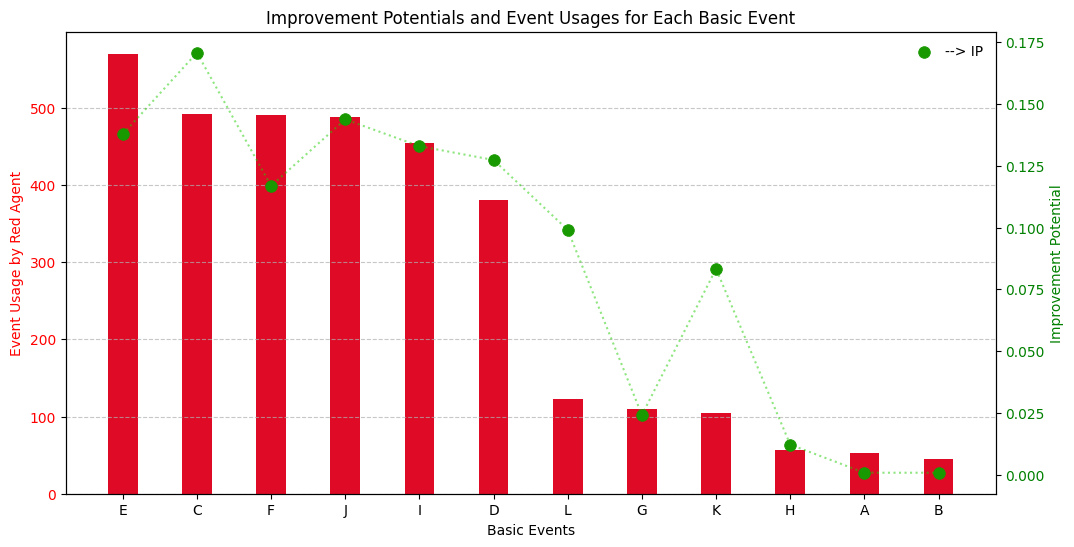 Improvement Potentials and Event Usages for Each Basic Event
--> IP
Event Usage by Red Agent
500
400
300
200
100
0
0.175
0.150
0.125
0.100
0.075
0.050
0.025
0.000
Improvement Potential
E C F J I D L G K H A B
Basic Events